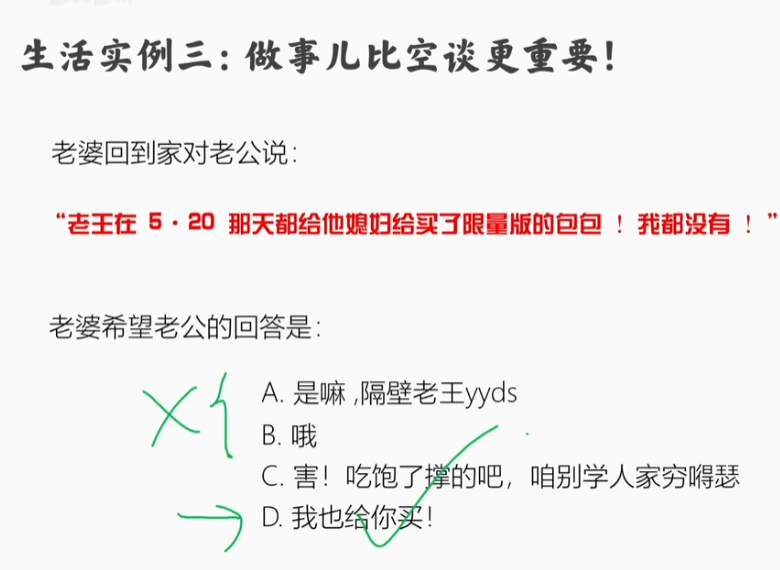 生活实例三：做事儿比空谈更重要！
老婆回到家对老公说：
“老王在 5·20 那天都给他媳妇给买了限量版的包包 ！我都没有 ！”
老婆希望老公的回答是：
A. 是嘛 ,隔壁老王yyds
B. 哦
C. 害！吃饱了撑的吧，咱别学人家穷嘚瑟
D. 我也给你买！